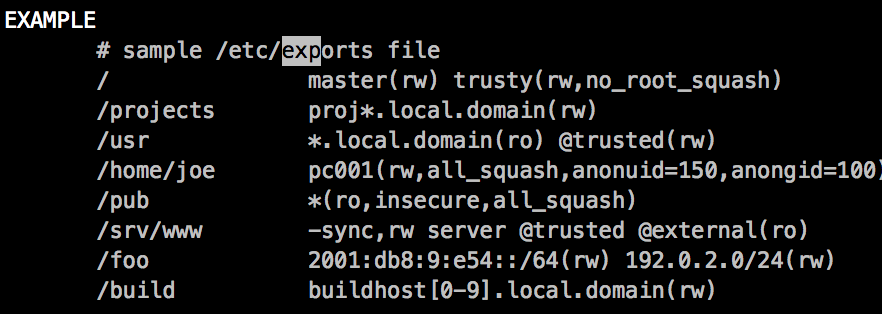 EXAMPLE
# sample /etc/exports file
/ master(rw) trusty(rw,no_root_squash)
/projects proj*.local.domain(rw)
/usr *.local.domain(ro) @trusted(rw)
/home/joe pc001(rw,all_squash,anonuid=150,anongid=100)
/pub *(ro,insecure,all_squash)
/srv/www -sync,rw server @trusted @external(ro)
/foo 2001:db8:9:e54::/64(rw) 192.0.2.0/24(rw)
/build buildhost[0-9].local.domain(rw)